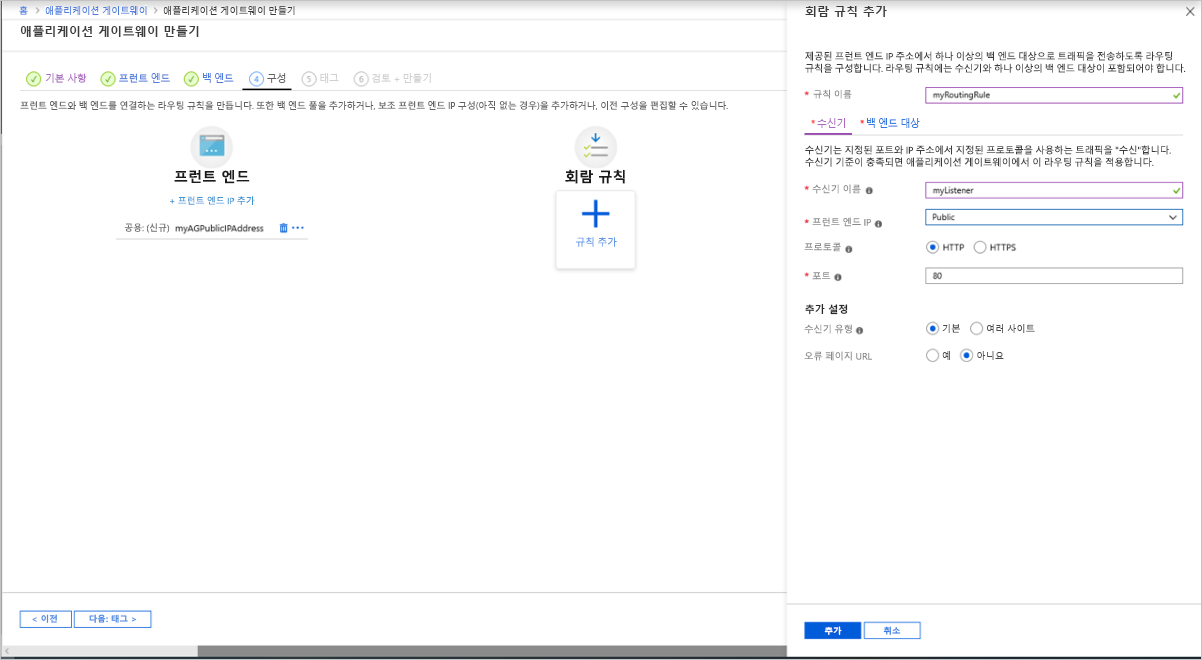 홈 > 애플리케이션 게이트웨이 > 애플리케이션 게이트웨이 만들기
애플리케이션 게이트웨이 만들기
기본 사항 프런트 엔드 백 엔드 4 구성 5 태그 6 검토 + 만들기
프런트 엔드와 백 엔드를 연결하는 라우팅 규칙을 만듭니다. 또한 백 엔드 풀을 추가하거나, 보조 프런트 엔드 IP 구성(아직 없는 경우)을 추가하거나, 이전 구성을 편집할 수 있습니다.
프런트 엔드
+ 프런트 엔드 IP 추가
공용: (신규) myAGPublicIPAddress
회람 규칙
규칙 추가
< 이전
다음: 태그 >
회람 규칙 추가
제공된 프런트 엔드 IP 주소에서 하나 이상의 백 엔드 대상으로 트래픽을 전송하도록 라우팅
규칙을 구성합니다. 라우팅 규칙에는 수신기와 하나 이상의 백 엔드 대상이 포함되어야 합니다.
* 규칙 이름 myRoutingRule
* 수신기 * 백 엔드 대상
수신기는 지정된 포트와 IP 주소에서 지정된 프로토콜을 사용하는 트래픽을 "수신"합니다.
수신기 기준이 충족되면 애플리케이션 게이트웨이에서 이 라우팅 규칙을 적용합니다.
* 수신기 이름 myListener
* 프런트 엔드 IP Public
프로토콜 HTTP HTTPS
* 포트 80
추가 설정
수신기 유형 기본 여러 사이트
오류 페이지 URL 예 아니요
추가 취소